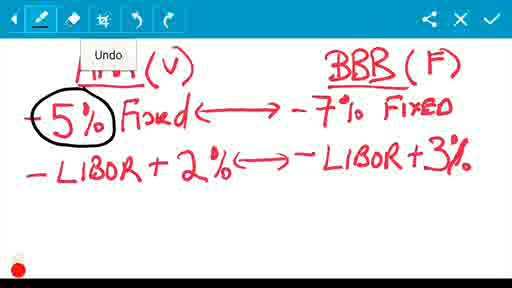 Undo
(V) BBB (F)
- 5% Fixed ↔ - 7% FIXED
- LIBOR + 2% ↔ - LIBOR + 3%